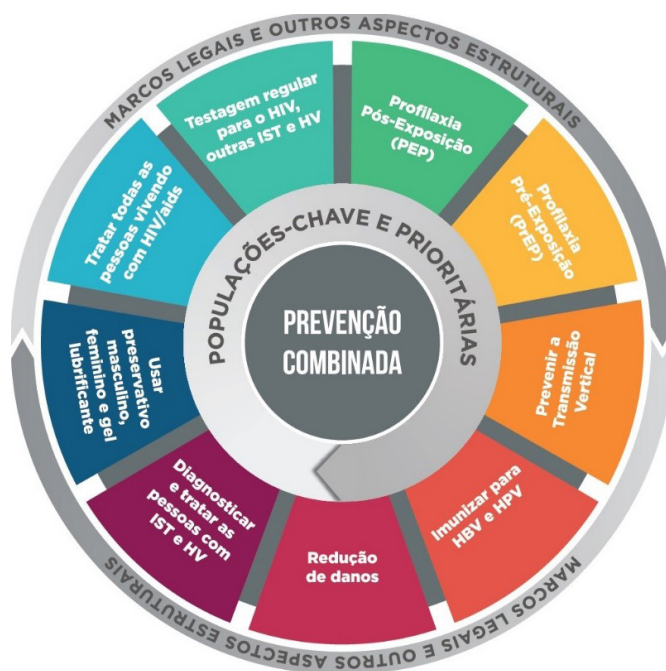 MARCOS LEGAIS E OUTROS ASPECTOS ESTRUTURAIS
Testagem regular
para o HIV,
outras IST e HV
Profilaxia
Pós-Exposição
(PEP)
Profilaxia
Pré-Exposição
(PrEP)
Prevenir a
Transmissão
Vertical
Imunizar para
HBV e HPV
Redução
de danos
Diagnosticar
e tratar as
pessoas com
IST e HV
Usar
preservativo
masculino,
feminino e gel
lubrificante
Tratar todas as
pessoas vivendo
com HIV/aids
POPULAÇÕES-CHAVE E PRIORITÁRIAS
PREVENÇÃO
COMBINADA
MARCOS LEGAIS E OUTROS ASPECTOS ESTRUTURAIS